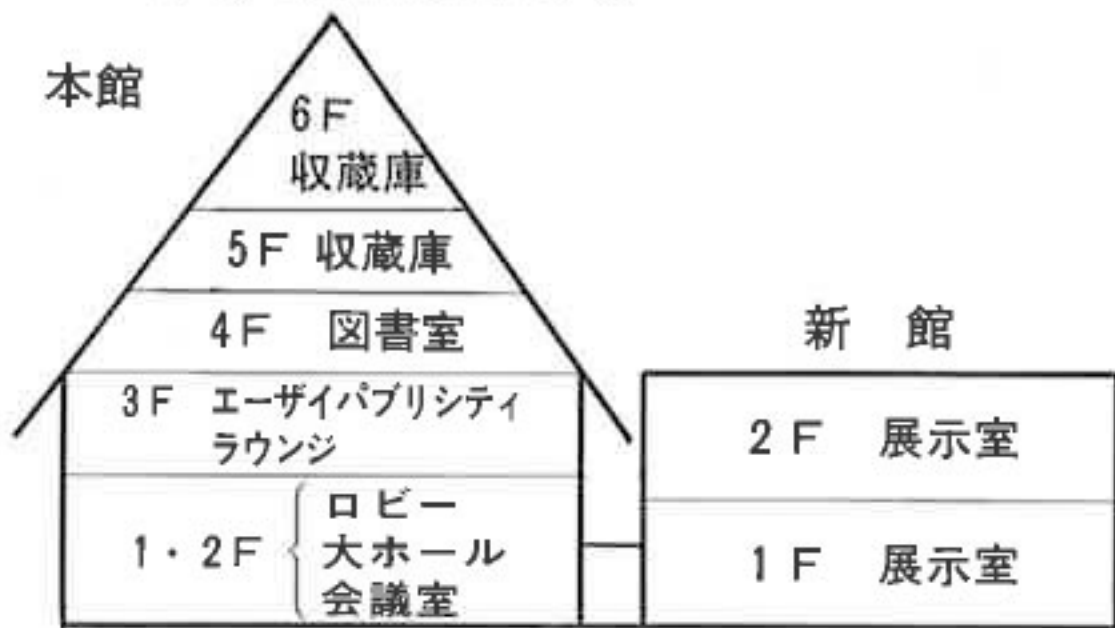 本館
6F
収蔵庫
5F 収蔵庫
4F 図書室
3F エーザイパブリシティ
ラウンジ
1・2F
ロビー
大ホール
会議室
新館
2F 展示室
1F 展示室